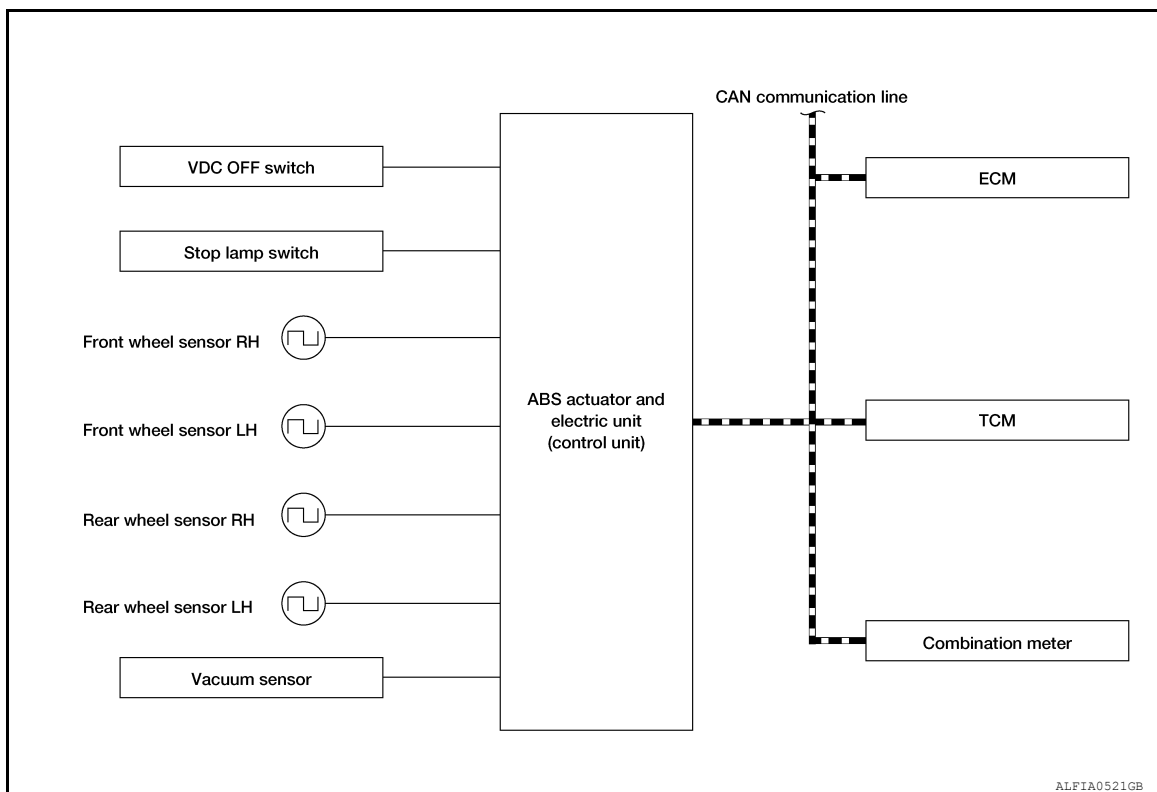 CAN communication line
VDC OFF switch
ECM
Stop lamp switch
Front wheel sensor RH
ABS actuator and
electric unit
(control unit)
Front wheel sensor LH
TCM
Rear wheel sensor RH
Rear wheel sensor LH
Combination meter
Vacuum sensor
ALFIA0521GB